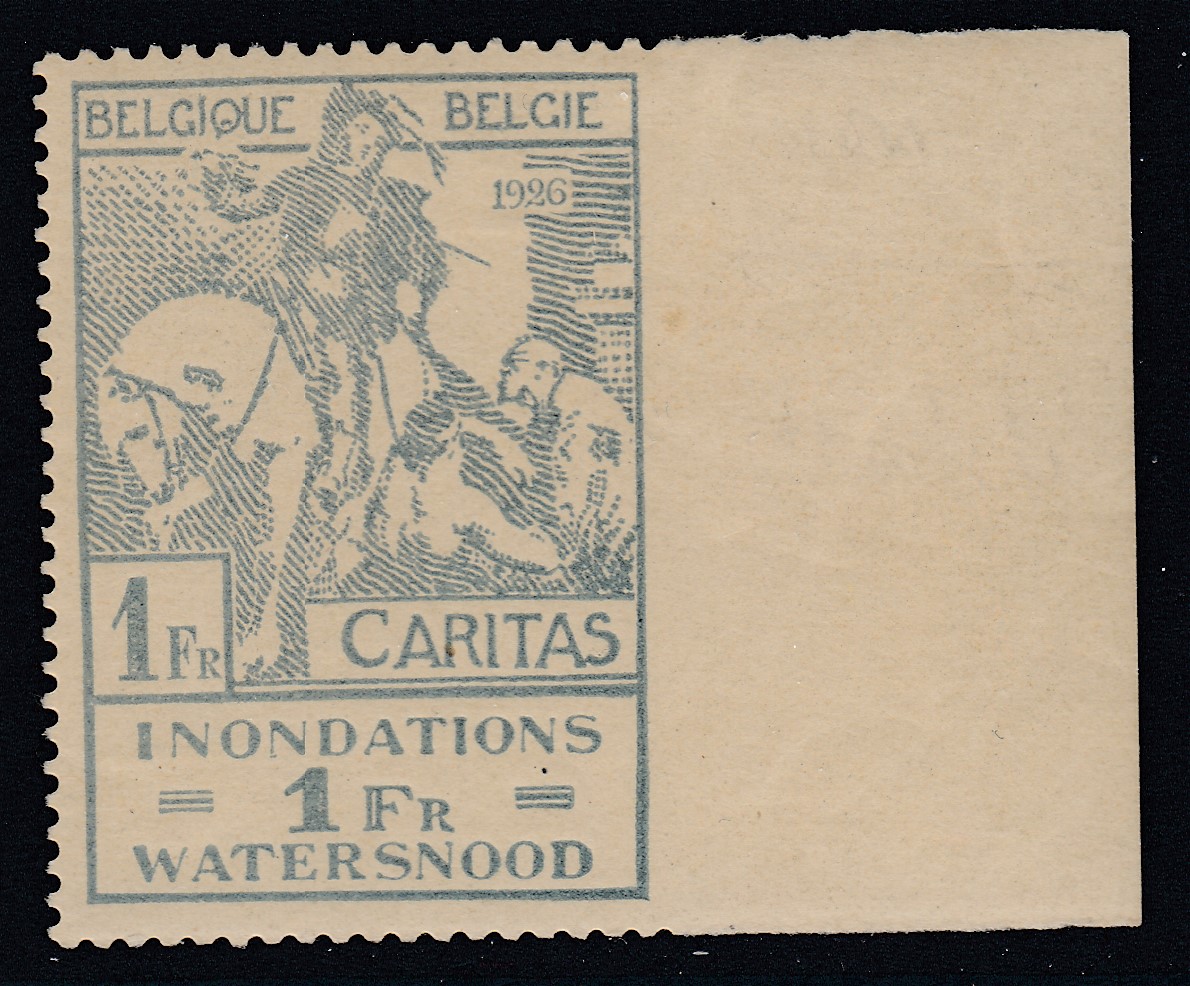 BELGIQUE BELGIE
1926
1 FR
CARITAS
INONDATIONS
= 1 FR =
WATERSNOOD